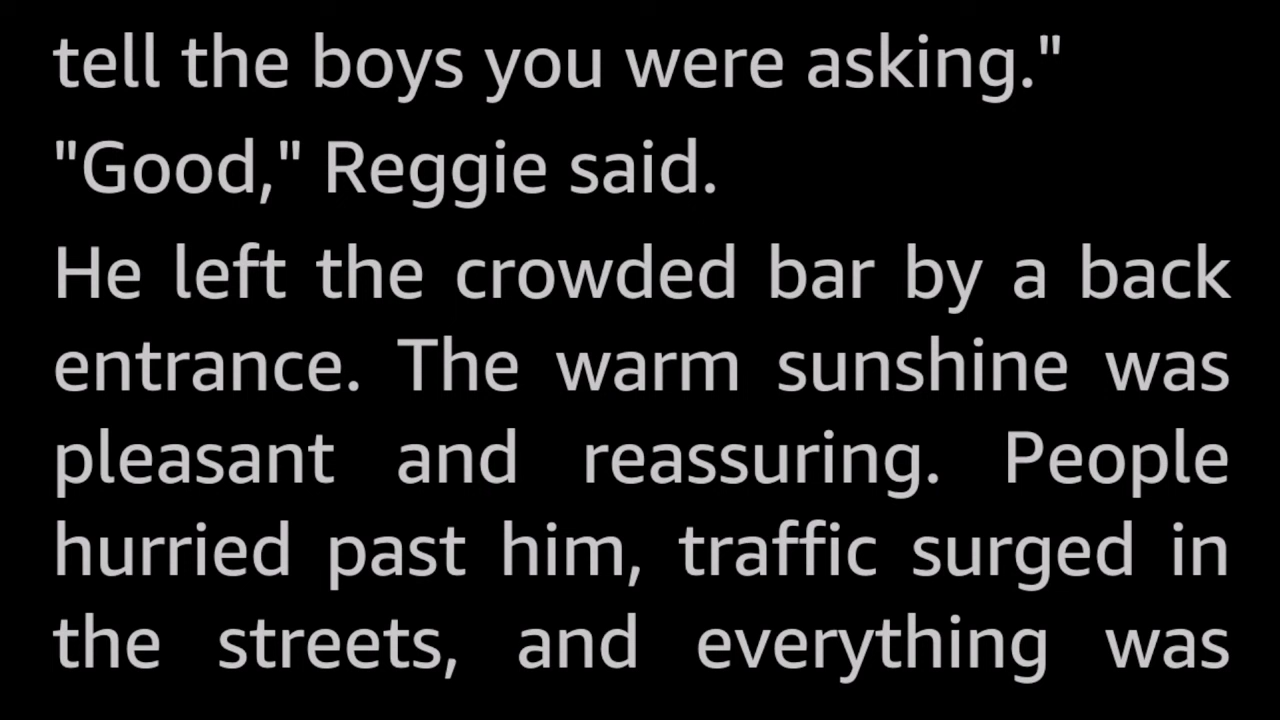 tell the boys you were asking."
"Good," Reggie said.
He left the crowded bar by a back
entrance. The warm sunshine was
pleasant and reassuring. People
hurried past him, traffic surged in
the streets, and everything was